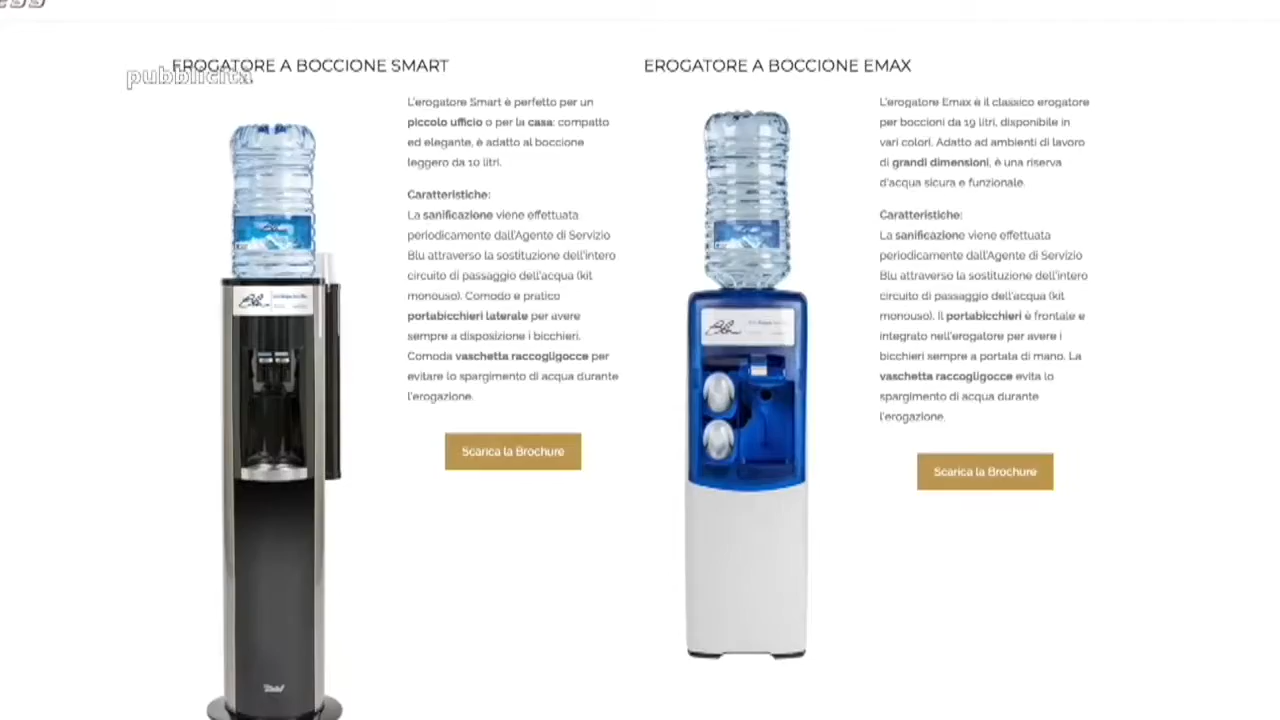 ess
EROGATORE A BOCCIONE SMART
pubblicità
L'erogatore Smart è perfetto per un
piccolo ufficio o per la casa: compatto
ed elegante, è adatto al boccione
leggero da 10 litri.
Caratteristiche:
La sanificazione viene effettuata
periodicamente dall'Agente di Servizio
Blu attraverso la sostituzione dell'intero
circuito di passaggio dell'acqua (kit
monouso). Comodo e pratico
portabicchieri laterale per avere
sempre a disposizione i bicchieri.
Comoda vaschetta raccogligocce per
evitare lo spargimento di acqua durante
l'erogazione.
Scarica la Brochure
EROGATORE A BOCCIONE EMAX
L'erogatore Emax è il classico erogatore
per boccioni da 19 litri, disponibile in
vari colori. Adatto ad ambienti di lavoro
di grandi dimensioni, è una riserva
d'acqua sicura e funzionale.
Caratteristiche:
La sanificazione viene effettuata
periodicamente dall'Agente di Servizio
Blu attraverso la sostituzione dell'intero
circuito di passaggio dell'acqua (kit
monouso). Il portabicchieri è frontale e
integrato nell'erogatore per avere i
bicchieri sempre a portata di mano. La
vaschetta raccogligocce evita lo
spargimento di acqua durante
l'erogazione.
Scarica la Brochure